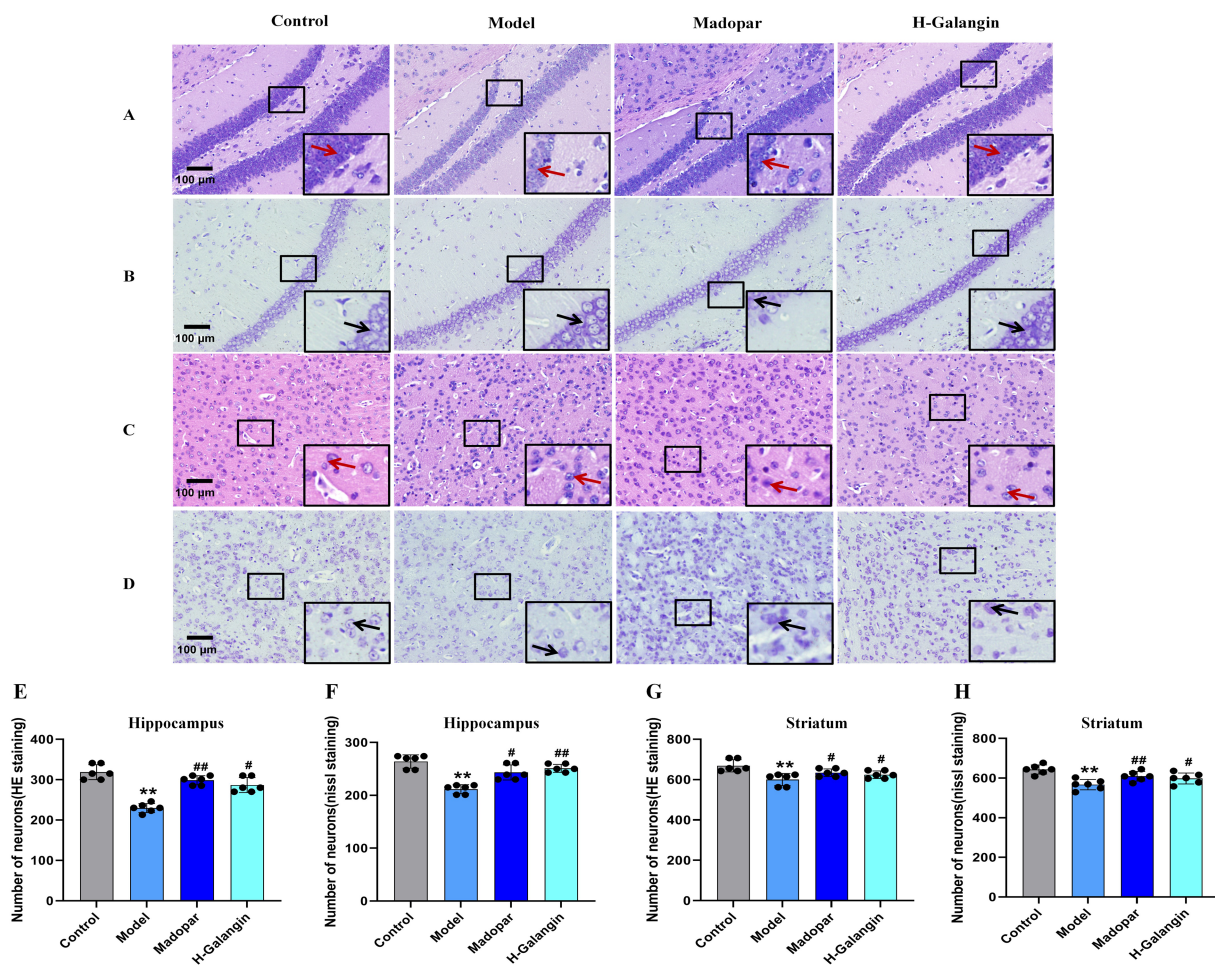 Control Model Madopar H-Galangin
A
100 μm
B
100 μm
C
100 μm
D
100 μm
E F G H
Hippocampus Hippocampus Striatum Striatum
Number of neurons(HE staining)
400
300
200
100
0
**
##
#
Control
Model
Madopar
H-Galangin
Number of neurons(nissl staining)
300
200
100
0
**
#
##
Control
Model
Madopar
H-Galangin
Number of neurons(HE staining)
800
600
400
200
0
**
#
#
Control
Model
Madopar
H-Galangin
Number of neurons(nissl staining)
800
600
400
200
0
**
##
#
Control
Model
Madopar
H-Galangin